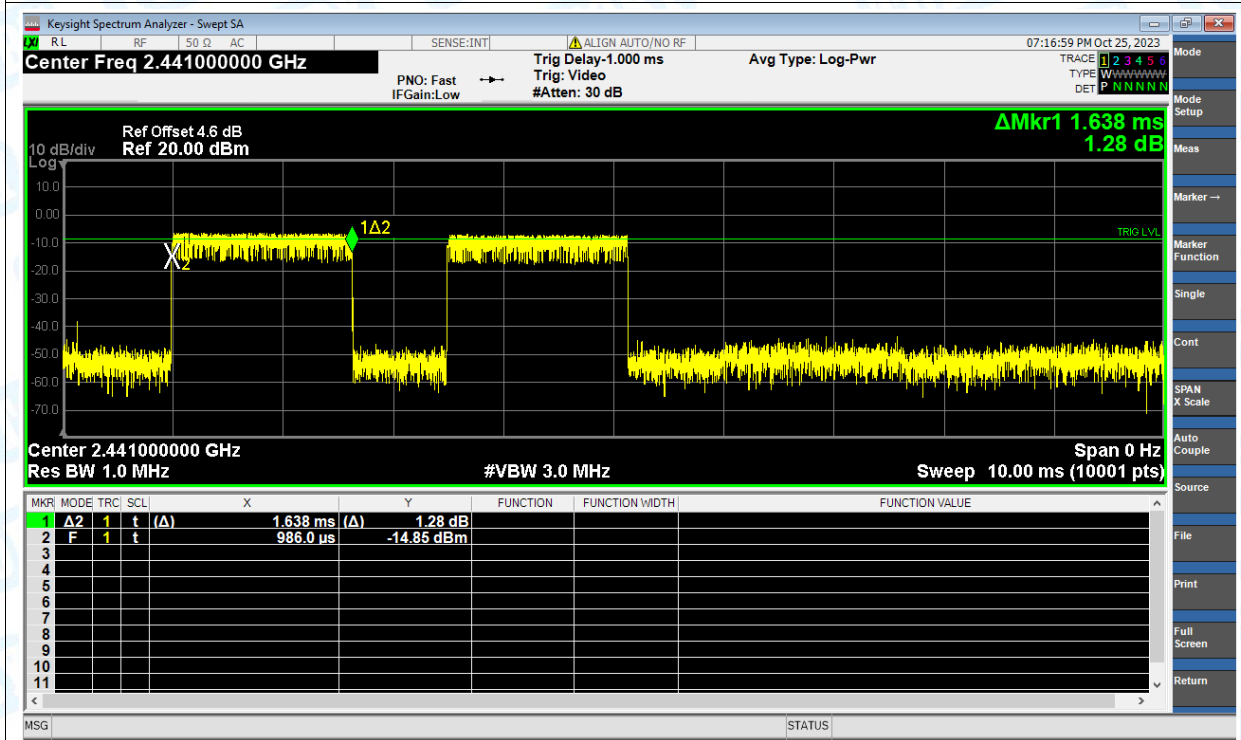 Keysight Spectrum Analyzer - Swept SA
LXI RL RF 50 Ω AC SENSE:INT ALIGN AUTO/NO RF 07:16:59 PM Oct 25, 2023
Center Freq 2.441000000 GHz
PNO: Fast
IFGain:Low
Trig Delay-1.000 ms
Trig: Video
#Atten: 30 dB
Avg Type: Log-Pwr
TRACE 1 2 3 4 5 6
TYPE WWWWWW
DET P N N N N N
ΔMkr1 1.638 ms
1.28 dB
Ref Offset 4.6 dB
10 dB/div Ref 20.00 dBm
Log
10.0
0.00
-10.0
-20.0
-30.0
-40.0
-50.0
-60.0
-70.0
1Δ2
X2
TRIG LVL
Center 2.441000000 GHz Span 0 Hz
Res BW 1.0 MHz #VBW 3.0 MHz Sweep 10.00 ms (10001 pts)
MKR MODE TRC SCL X Y FUNCTION FUNCTION WIDTH FUNCTION VALUE
1 Δ2 1 t (Δ) 1.638 ms (Δ) 1.28 dB
2 F 1 t 986.0 µs -14.85 dBm
3
4
5
6
7
8
9
10
11
MSG STATUS
Mode
Mode
Setup
Meas
Marker →
Marker
Function
Single
Cont
SPAN
X Scale
Auto
Couple
Source
File
Print
Full
Screen
Return